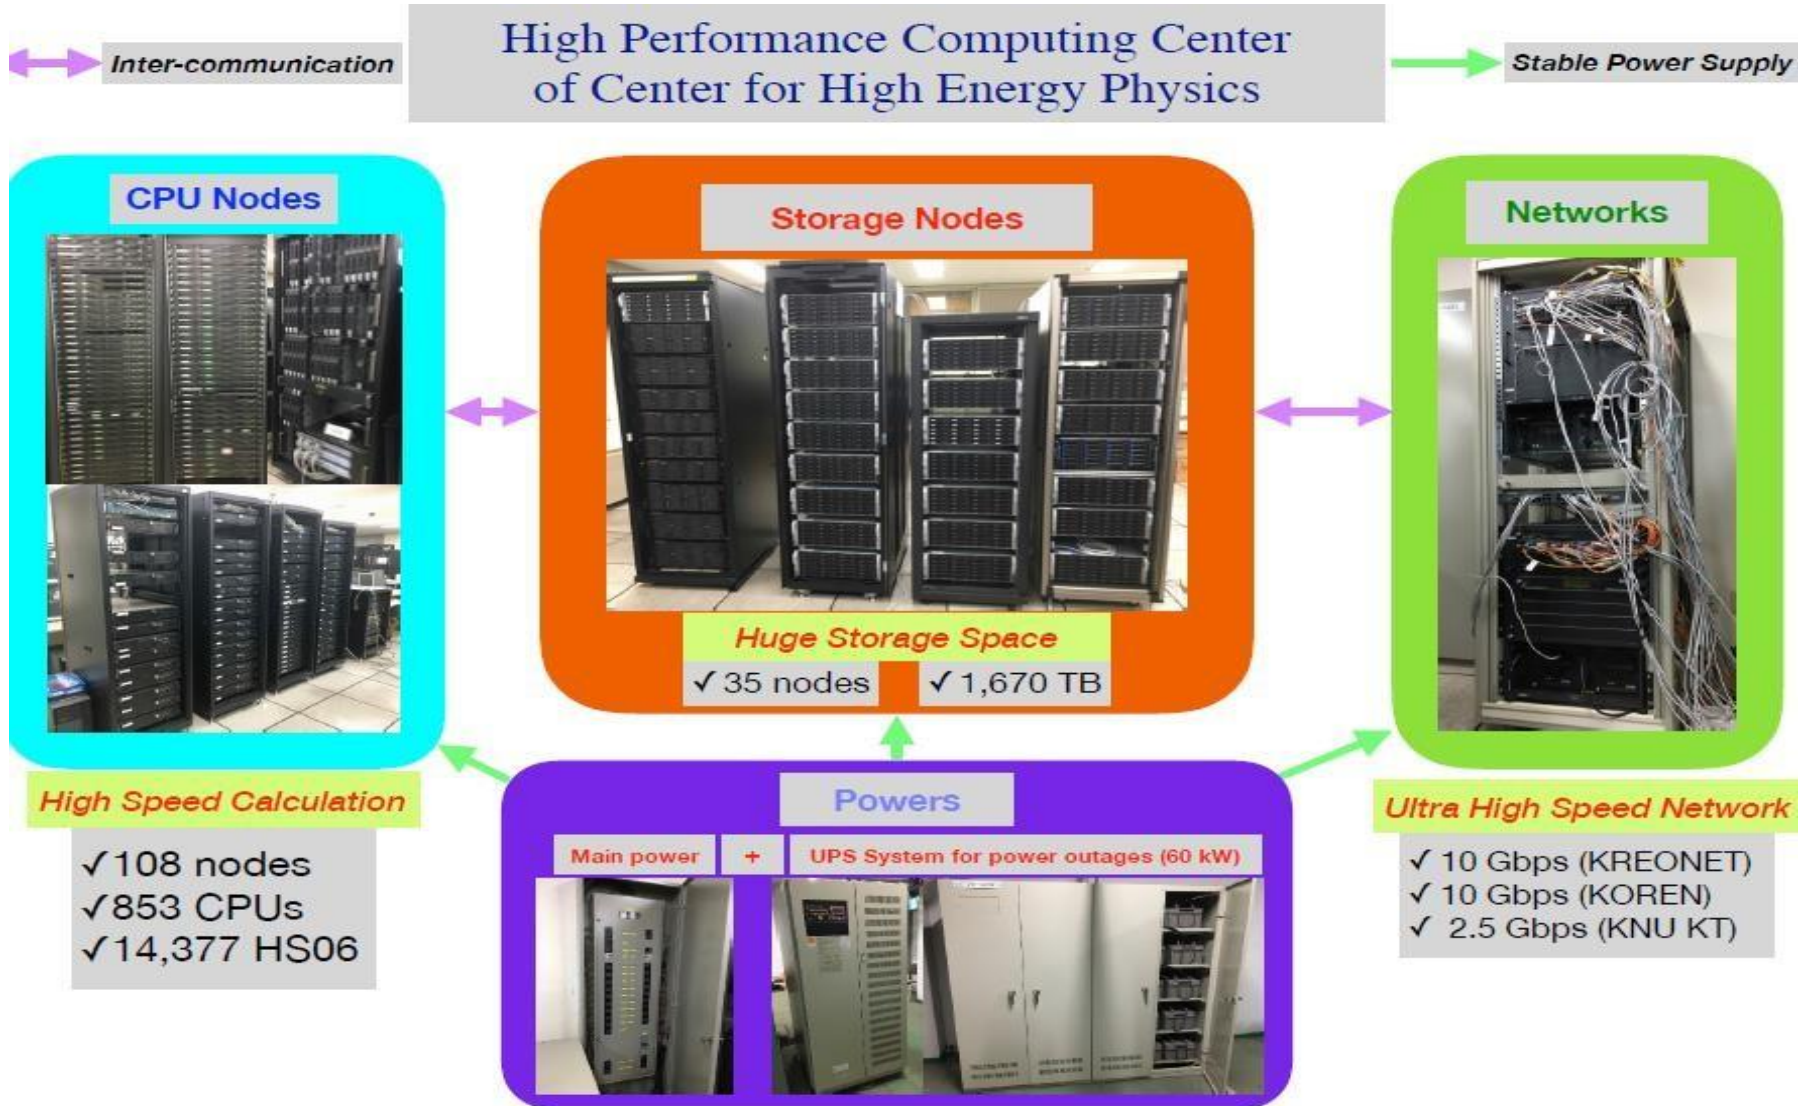 High Performance Computing Center
of Center for High Energy Physics
Inter-communication
Stable Power Supply
CPU Nodes
High Speed Calculation
✓108 nodes
✓853 CPUs
✓14,377 HS06
Storage Nodes
Huge Storage Space
✓35 nodes
✓1,670 TB
Networks
Ultra High Speed Network
✓ 10 Gbps (KREONET)
✓ 10 Gbps (KOREN)
✓ 2.5 Gbps (KNU KT)
Powers
Main power + UPS System for power outages (60 kW)